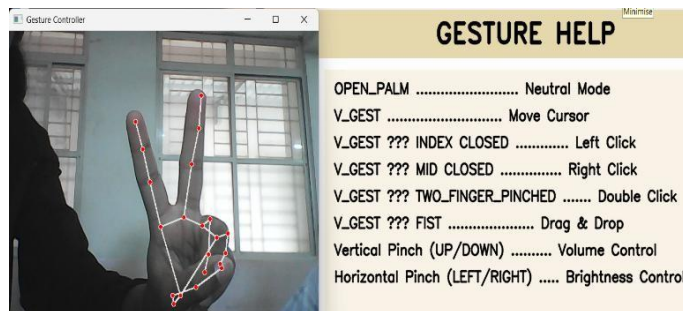 Gesture Controller
Minimise
GESTURE HELP
OPEN_PALM ......................... Neutral Mode
V_GEST ............................ Move Cursor
V_GEST ??? INDEX CLOSED ............. Left Click
V_GEST ??? MID CLOSED ............... Right Click
V_GEST ??? TWO_FINGER_PINCHED ....... Double Click
V_GEST ??? FIST ..................... Drag & Drop
Vertical Pinch (UP/DOWN) .......... Volume Control
Horizontal Pinch (LEFT/RIGHT) ..... Brightness Control